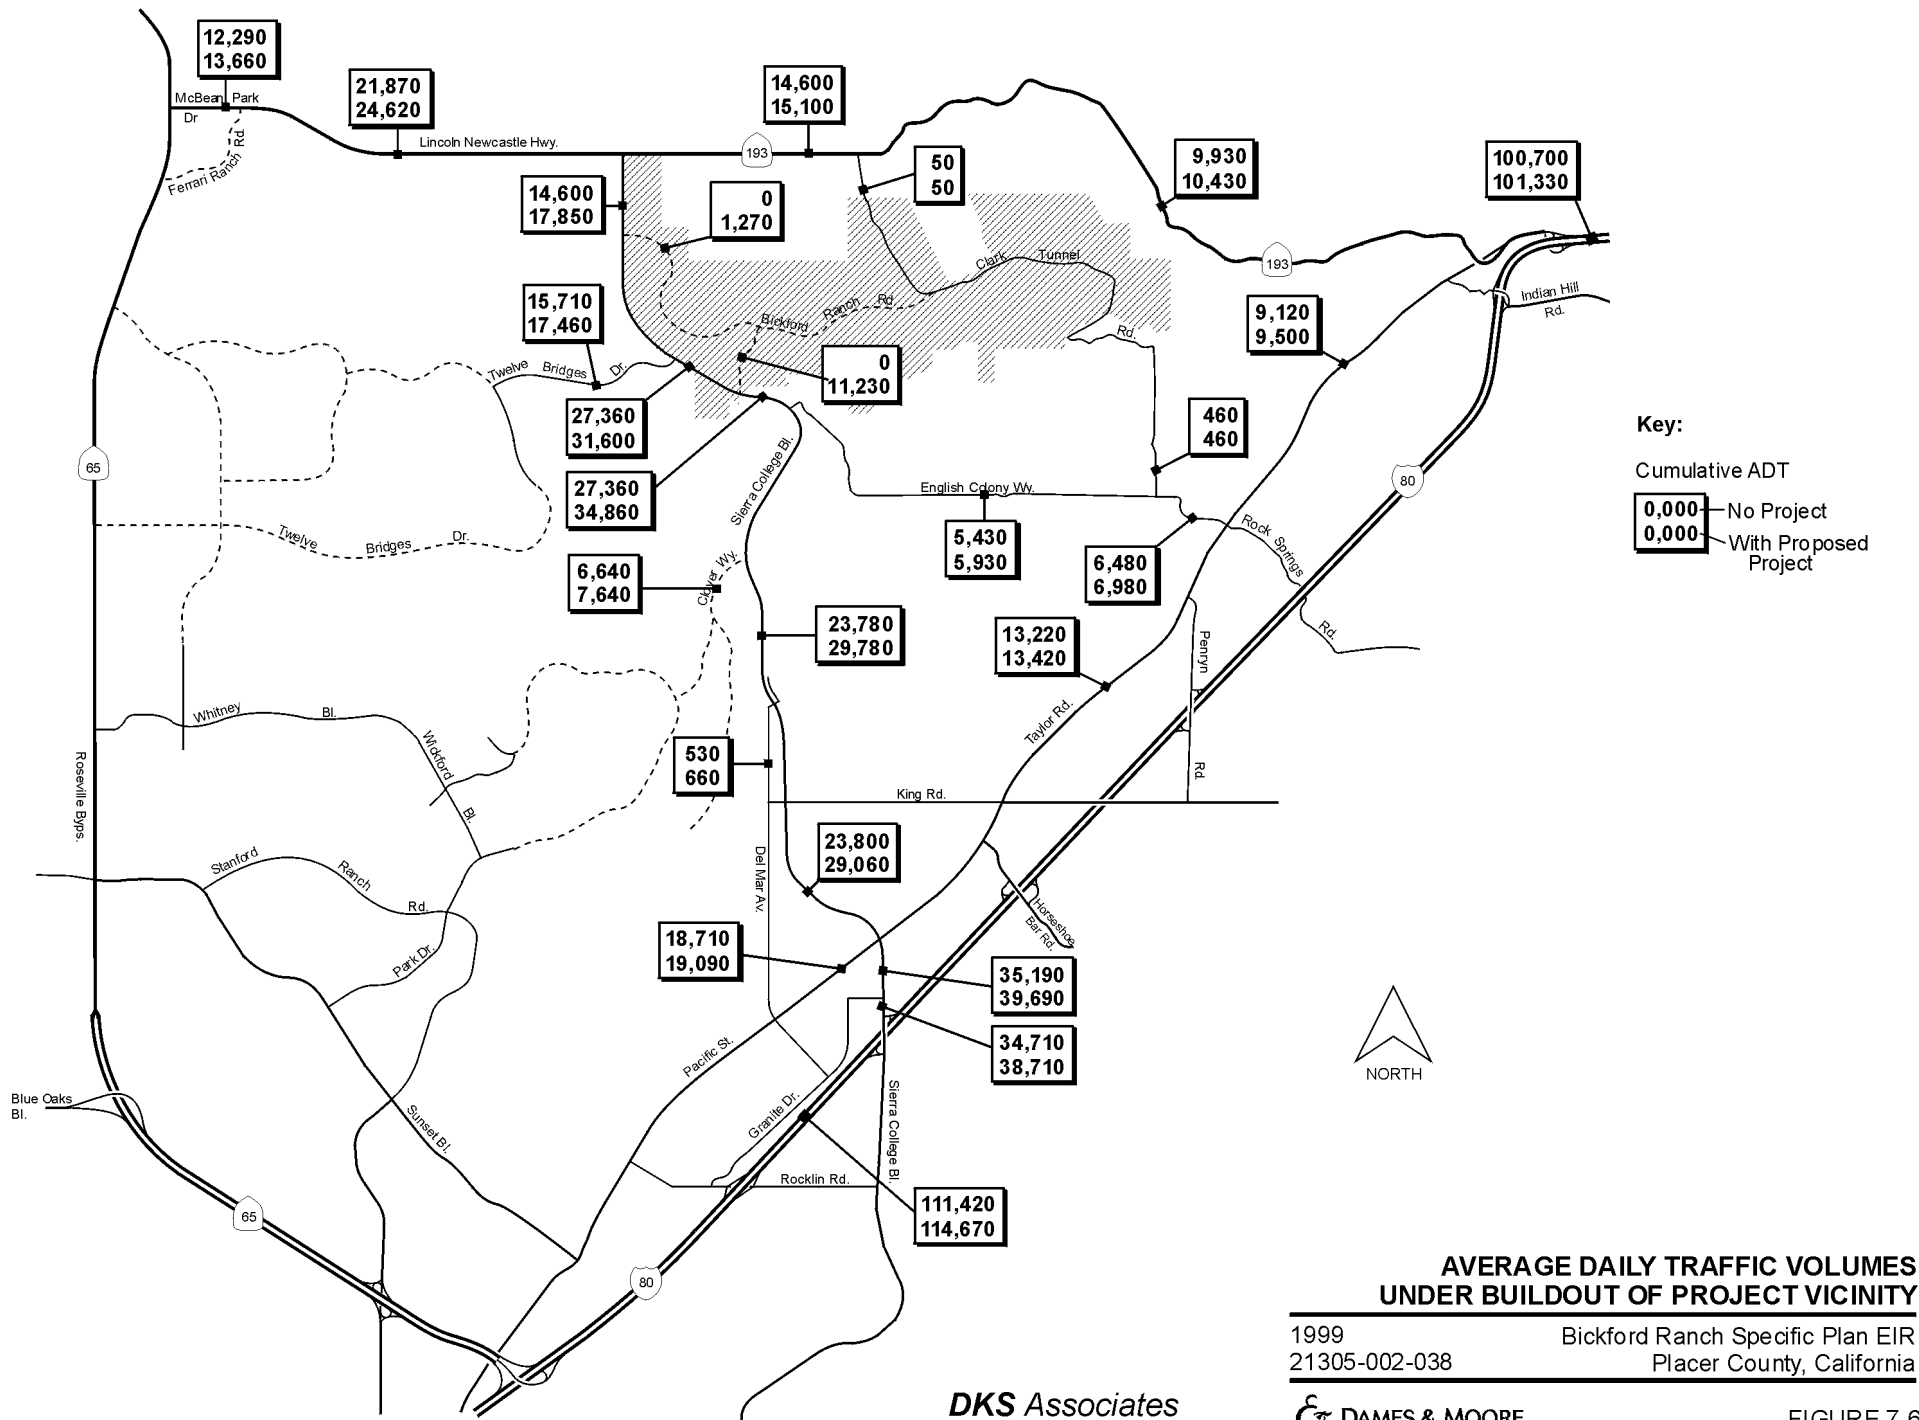 12,290
13,660
McBean Park
Dr
Ferrari Ranch Rd
21,870
24,620
Lincoln Newcastle Hwy.
193
14,600
15,100
50
50
9,930
10,430
100,700
101,330
14,600
17,850
0
1,270
193
Clark Tunnel
Rd.
Indian Hill
Rd.
Bickford Ranch Rd
15,710
17,460
9,120
9,500
0
11,230
Twelve Bridges Dr.
27,360
31,600
460
460
Key:
Cumulative ADT
0,000 No Project
0,000 With Proposed
Project
65
80
27,360
34,860
Sierra College Bl.
English Colony Wy.
5,430
5,930
6,480
6,980
Rock Springs
Rd.
Twelve Bridges Dr.
6,640
7,640
Clover Wy.
23,780
29,780
13,220
13,420
Penryn
Rd.
Taylor Rd.
Whitney Bl.
Wickford
Bl.
Roseville Byps.
530
660
King Rd.
Stanford Ranch Rd.
23,800
29,060
Del Mar Av.
Horseshoe
Bar Rd.
Park Dr.
18,710
19,090
35,190
39,690
34,710
38,710
NORTH
Pacific St.
Blue Oaks
Bl.
Sunset Bl.
Granite Dr.
Sierra College Bl.
Rocklin Rd.
111,420
114,670
65
80
AVERAGE DAILY TRAFFIC VOLUMES
UNDER BUILDOUT OF PROJECT VICINITY
1999 Bickford Ranch Specific Plan EIR
21305-002-038 Placer County, California
DKS Associates
DAMES & MOORE FIGURE 7.6